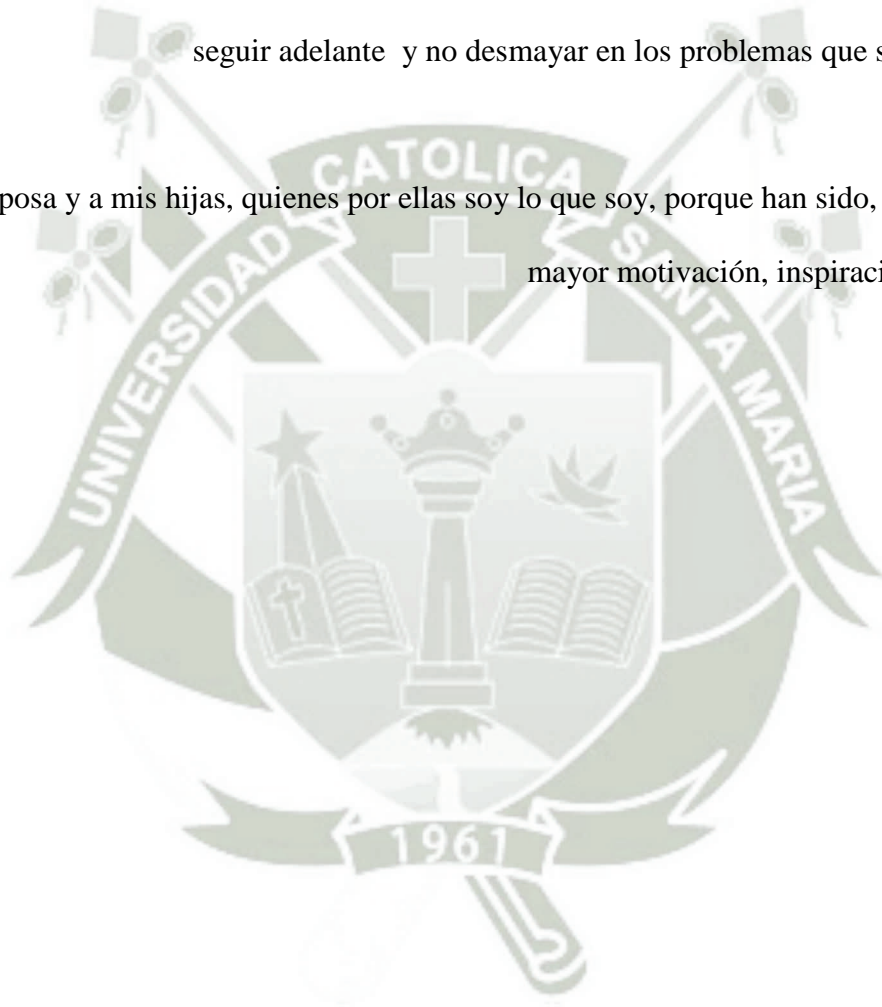 seguir adelante y no desmayar en los problemas que
posa y a mis hijas, quienes por ellas soy lo que soy, porque han sido,
mayor motivación,
UNIVERSIDAD CATOLICA SANTA MARIA
1961